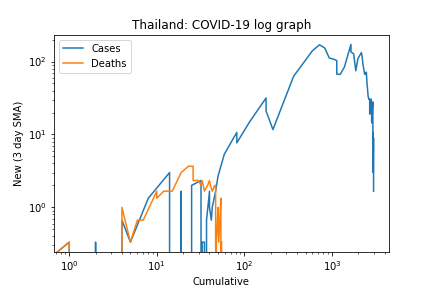 Thailand: COVID-19 log graph
Cases
Deaths
New (3 day SMA)
10²
10¹
10⁰
10⁰ 10¹ 10² 10³
Cumulative